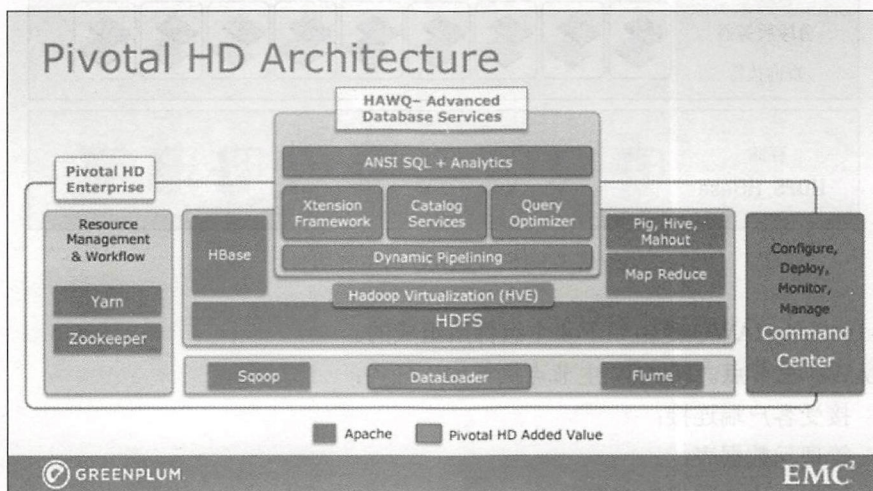 Pivotal HD Architecture
HAWQ– Advanced
Database Services
ANSI SQL + Analytics
Pivotal HD
Enterprise
Xtension
Framework
Catalog
Services
Query
Optimizer
Resource
Management
& Workflow
HBase
Pig, Hive,
Mahout
Dynamic Pipelining
Map Reduce
Configure,
Deploy,
Monitor,
Manage
Command
Center
Yarn
Hadoop Virtualization (HVE)
HDFS
Zookeeper
Sqoop
DataLoader
Flume
Apache
Pivotal HD Added Value
GREENPLUM
EMC²